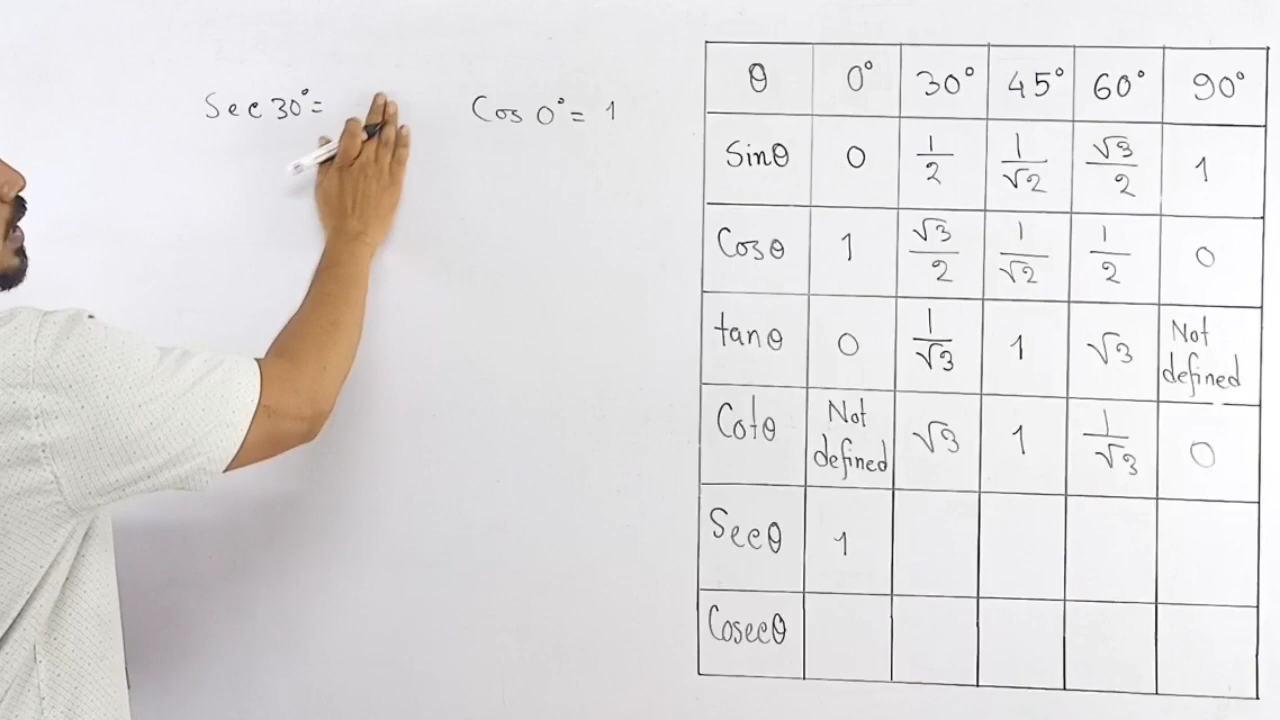 Sec 30° =
Cos 0° = 1
θ 0° 30° 45° 60° 90°
Sinθ 0 1/2 1/√2 √3/2 1
Cosθ 1 √3/2 1/√2 1/2 0
tanθ 0 1/√3 1 √3 Not defined
Cotθ Not defined √3 1 1/√3 0
Secθ 1
Cosecθ